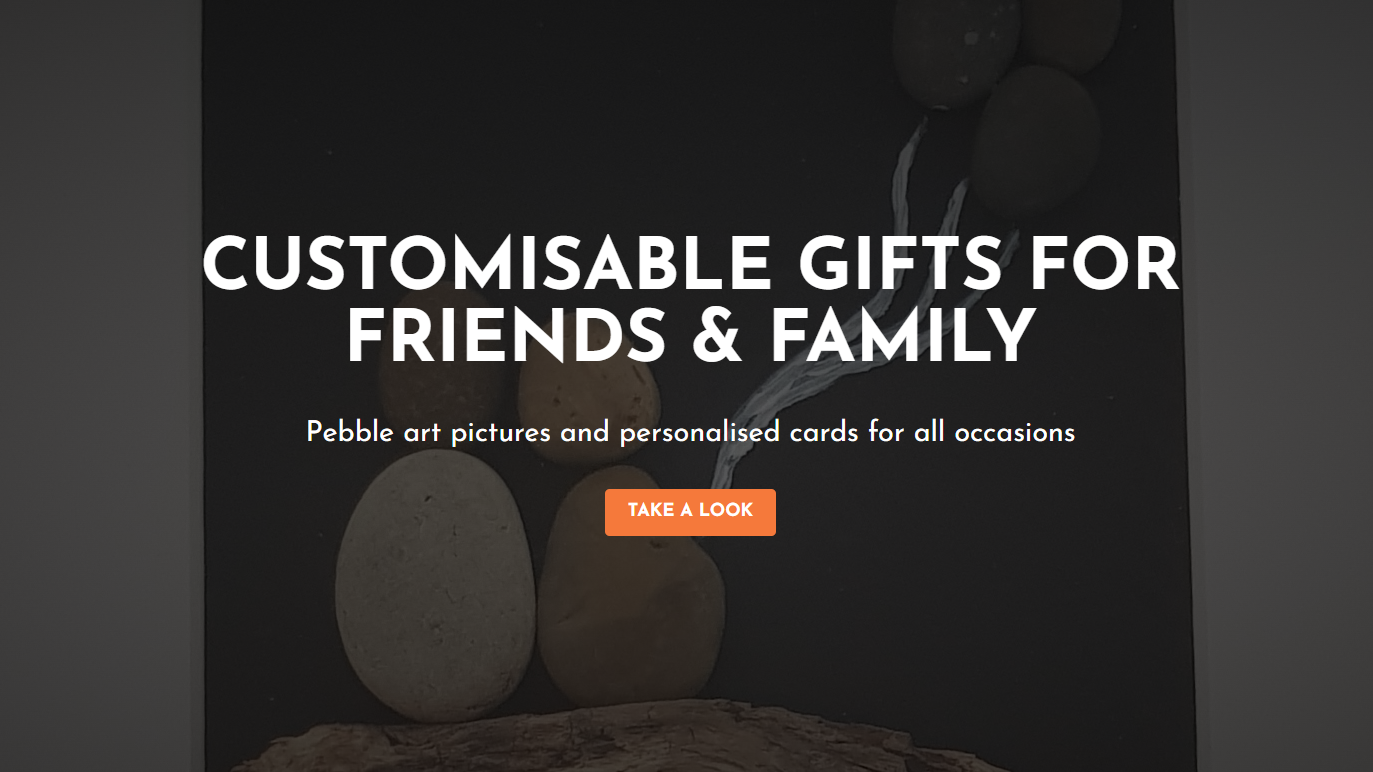 CUSTOMISABLE GIFTS FOR
FRIENDS & FAMILY
Pebble art pictures and personalised cards for all occasions
TAKE A LOOK